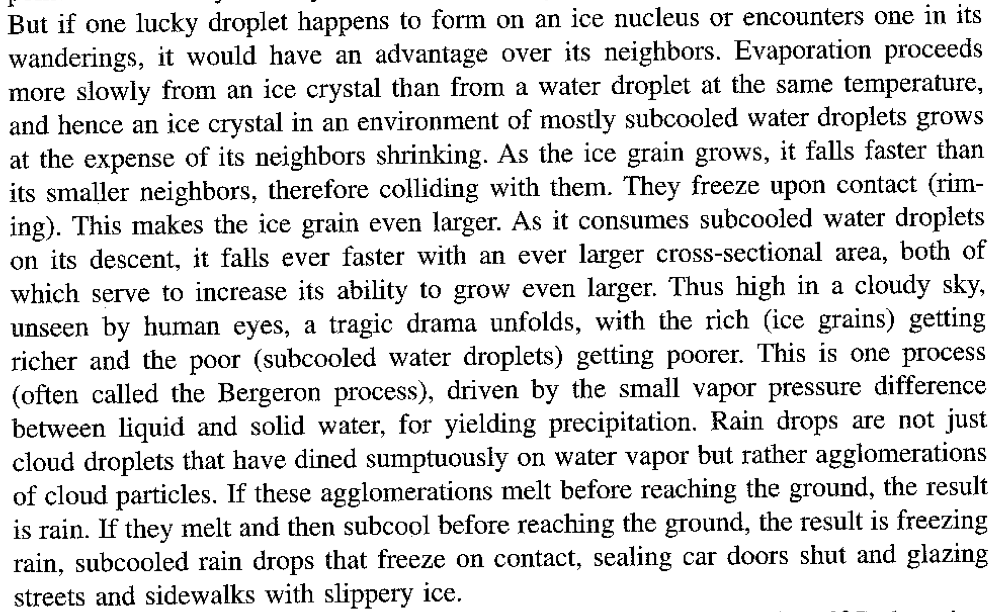 But if one lucky droplet happens to form on an ice nucleus or encounters one in its
wanderings, it would have an advantage over its neighbors. Evaporation proceeds
more slowly from an ice crystal than from a water droplet at the same temperature,
and hence an ice crystal in an environment of mostly subcooled water droplets grows
at the expense of its neighbors shrinking. As the ice grain grows, it falls faster than
its smaller neighbors, therefore colliding with them. They freeze upon contact (rim-
ing). This makes the ice grain even larger. As it consumes subcooled water droplets
on its descent, it falls ever faster with an ever larger cross-sectional area, both of
which serve to increase its ability to grow even larger. Thus high in a cloudy sky,
unseen by human eyes, a tragic drama unfolds, with the rich (ice grains) getting
richer and the poor (subcooled water droplets) getting poorer. This is one process
(often called the Bergeron process), driven by the small vapor pressure difference
between liquid and solid water, for yielding precipitation. Rain drops are not just
cloud droplets that have dined sumptuously on water vapor but rather agglomerations
of cloud particles. If these agglomerations melt before reaching the ground, the result
is rain. If they melt and then subcool before reaching the ground, the result is freezing
rain, subcooled rain drops that freeze on contact, sealing car doors shut and glazing
streets and sidewalks with slippery ice.